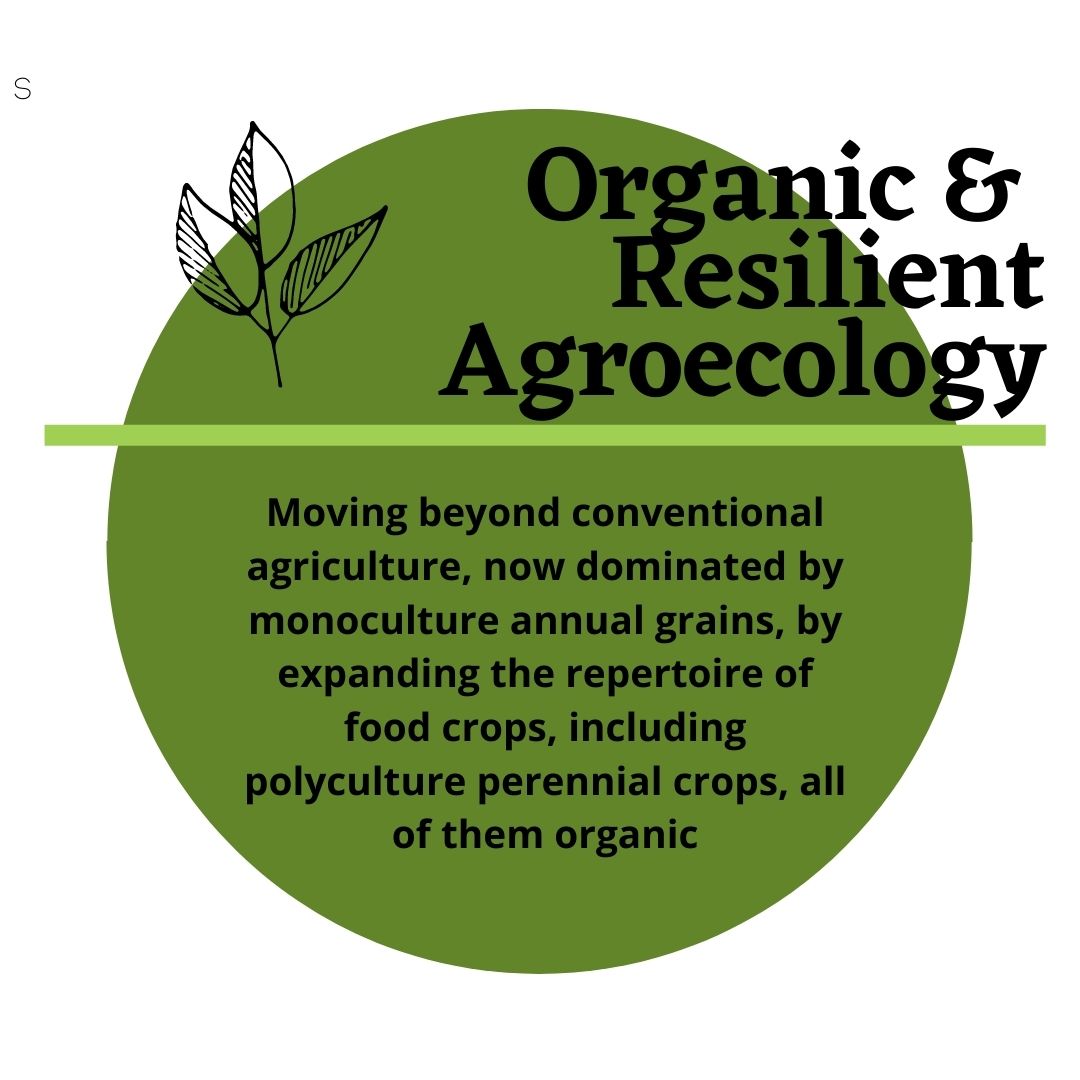 S
Organic &
Resilient
Agroecology
Moving beyond conventional
agriculture, now dominated by
monoculture annual grains, by
expanding the repertoire of
food crops, including
polyculture perennial crops, all
of them organic